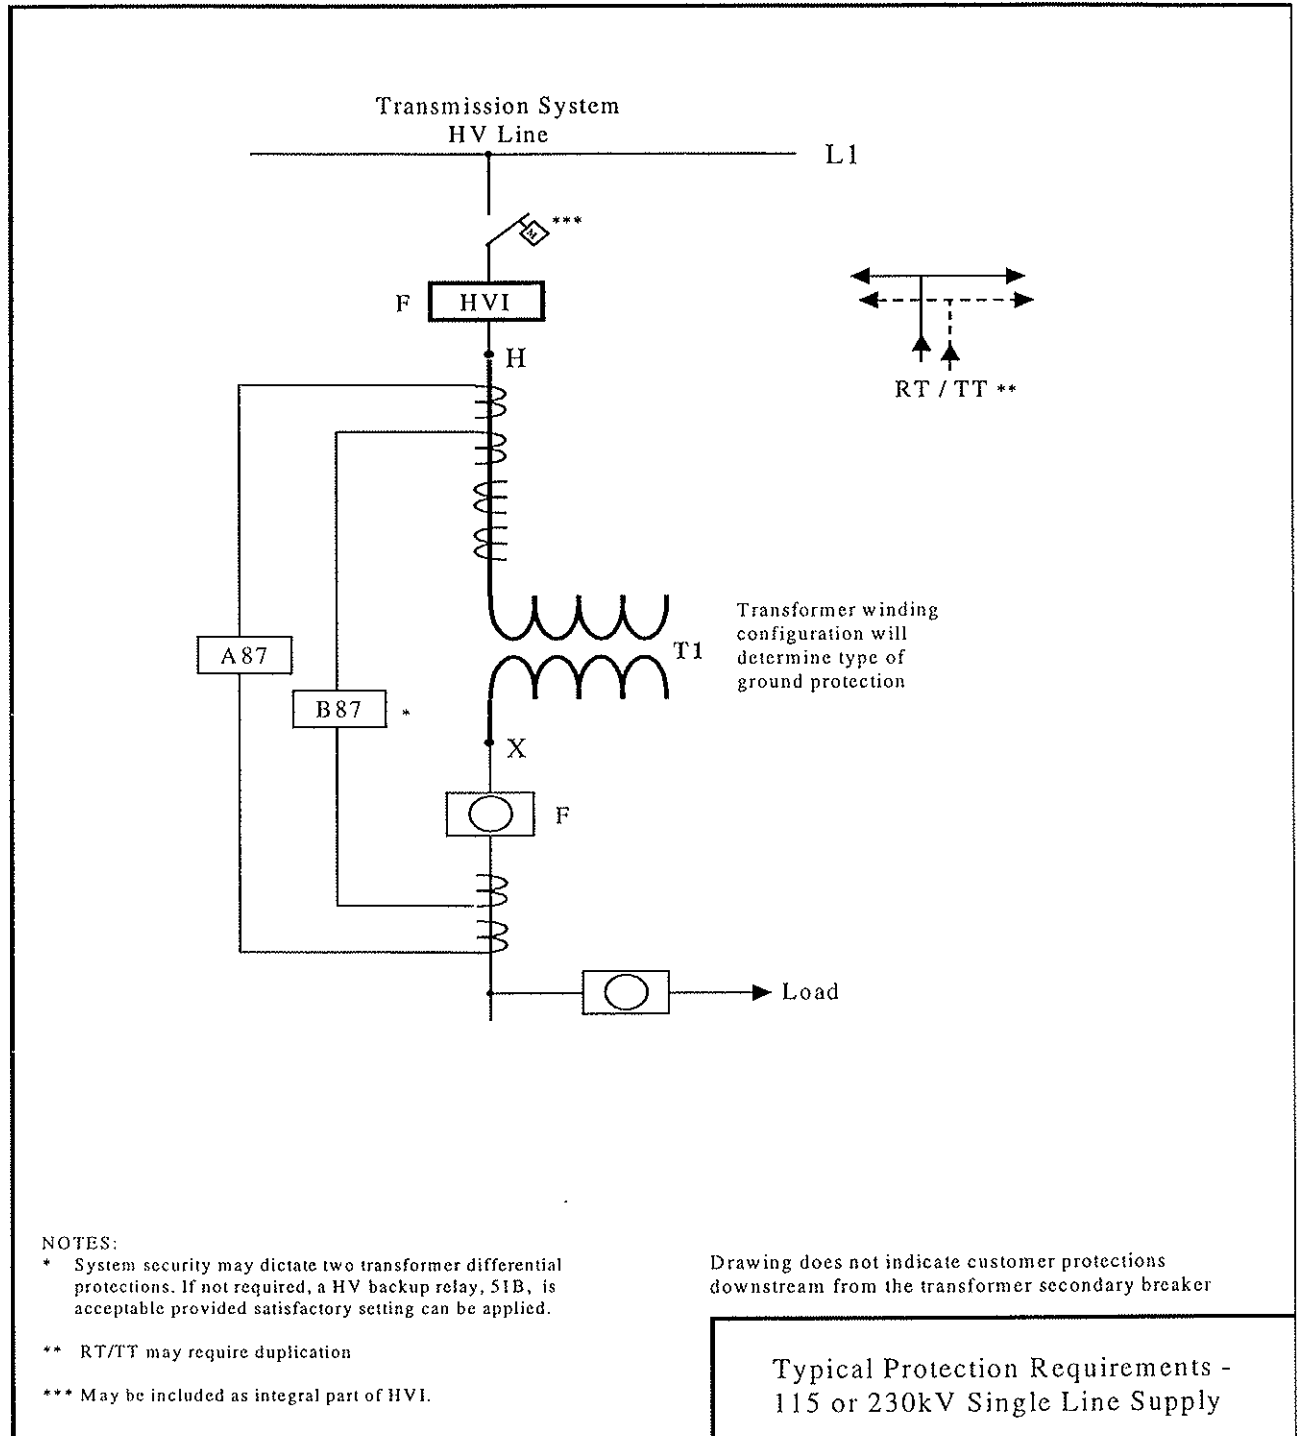 Transmission System
HV Line
L1
M
***
F
HVI
H
RT / TT **
A87
B87
*
T1
Transformer winding
configuration will
determine type of
ground protection
X
F
Load
NOTES:
* System security may dictate two transformer differential
protections. If not required, a HV backup relay, 51B, is
acceptable provided satisfactory setting can be applied.
** RT/TT may require duplication
*** May be included as integral part of HVI.
Drawing does not indicate customer protections
downstream from the transformer secondary breaker
Typical Protection Requirements -
115 or 230kV Single Line Supply